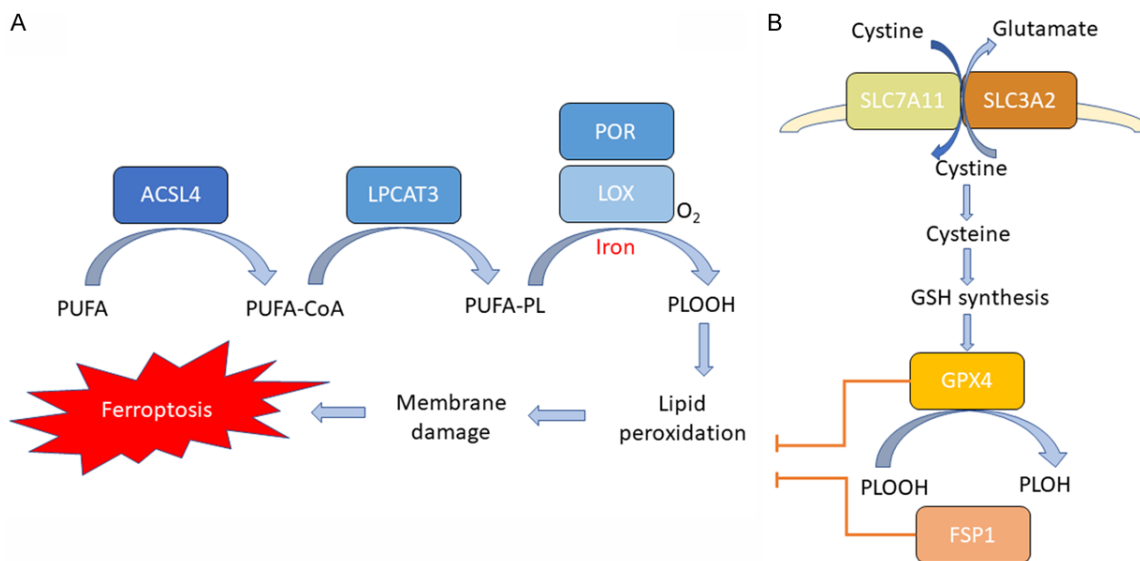 A
POR
ACSL4
LPCAT3
LOX
O2
Iron
PUFA
PUFA-CoA
PUFA-PL
PLOOH
Ferroptosis
Membrane
damage
Lipid
peroxidation
B
Cystine
Glutamate
SLC7A11
SLC3A2
Cystine
Cysteine
GSH synthesis
GPX4
PLOOH
PLOH
FSP1